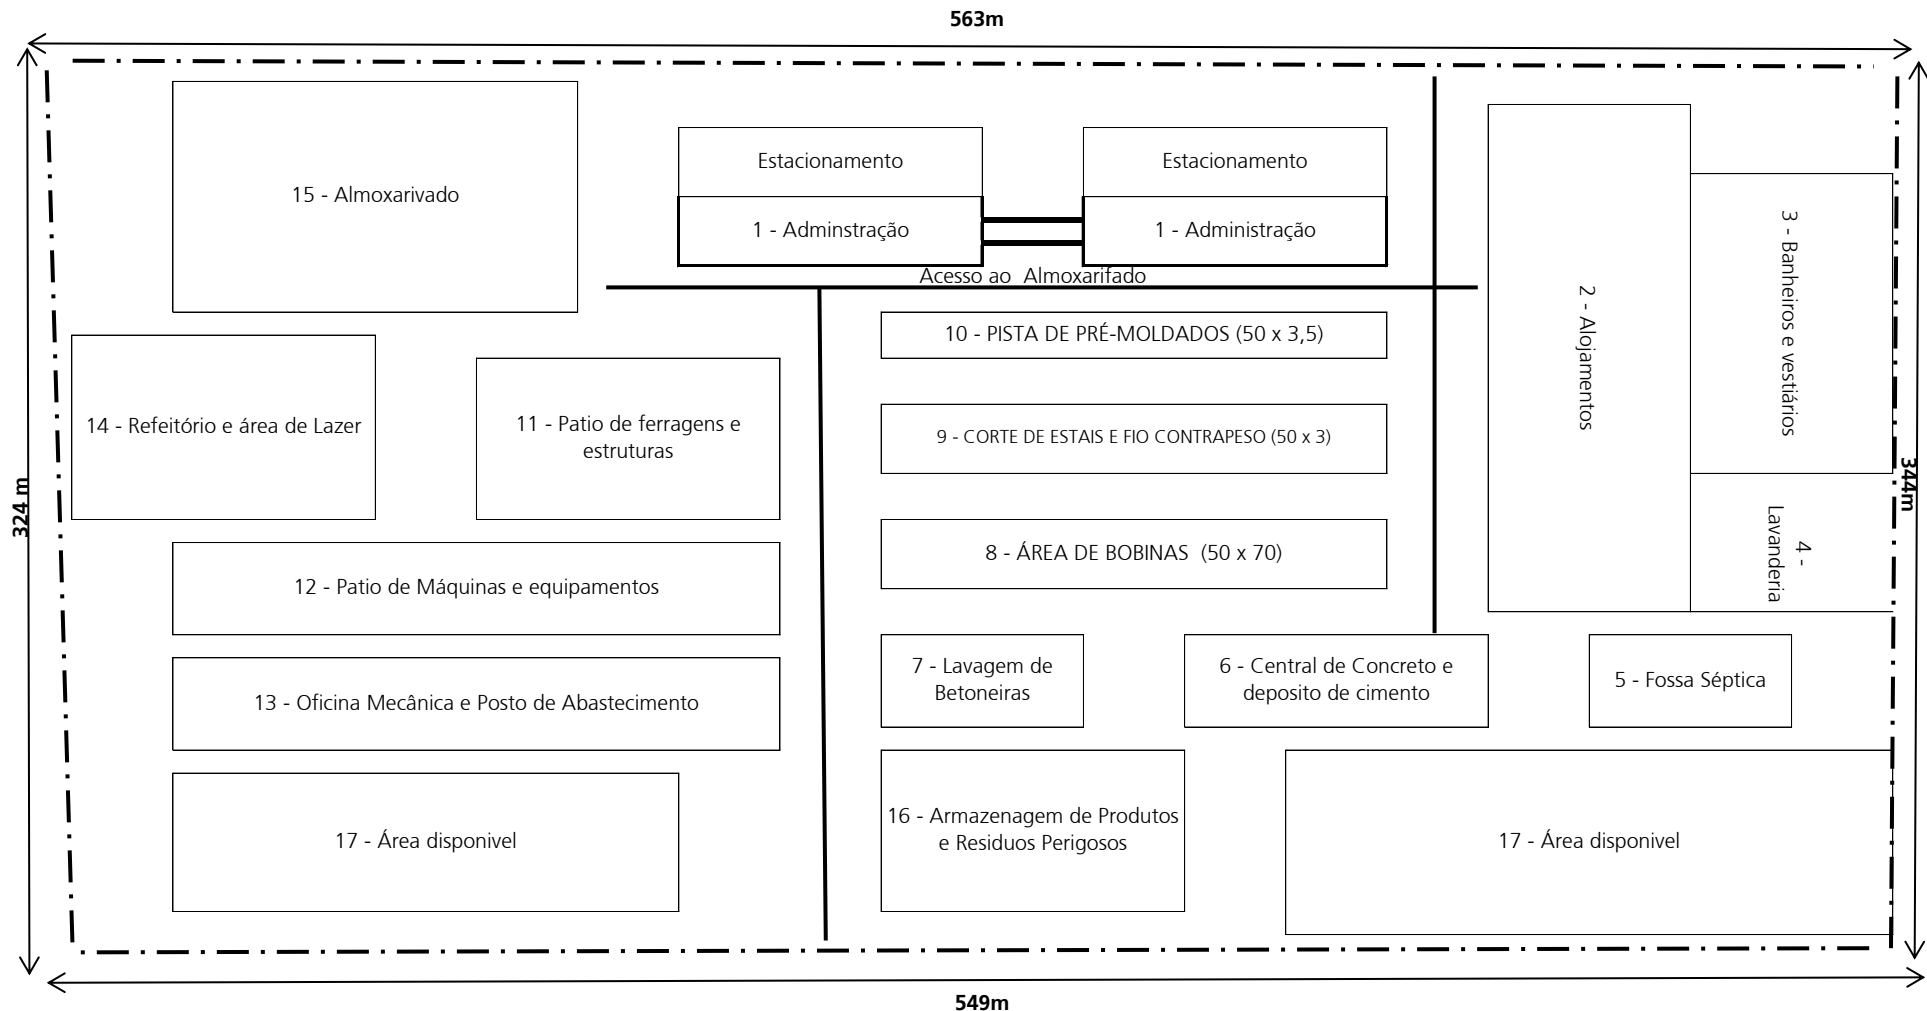 563m
Estacionamento
Estacionamento
15 - Almoxarivado
1 - Adminstração
1 - Administração
Acesso ao  Almoxarifado
10 - PISTA DE PRÉ-MOLDADOS (50 x 3,5)
2 - Alojamentos
3 - Banheiros e vestiários
14 - Refeitório e área de Lazer
11 - Patio de ferragens e
estruturas
9 - CORTE DE ESTAIS E FIO CONTRAPESO (50 x 3)
324 m
344m
8 - ÁREA DE BOBINAS  (50 x 70)
4 -
Lavanderia
12 - Patio de Máquinas e equipamentos
7 - Lavagem de
Betoneiras
6 - Central de Concreto e
deposito de cimento
5 - Fossa Séptica
13 - Oficina Mecânica e Posto de Abastecimento
16 - Armazenagem de Produtos
e Residuos Perigosos
17 - Área disponivel
17 - Área disponivel
549m